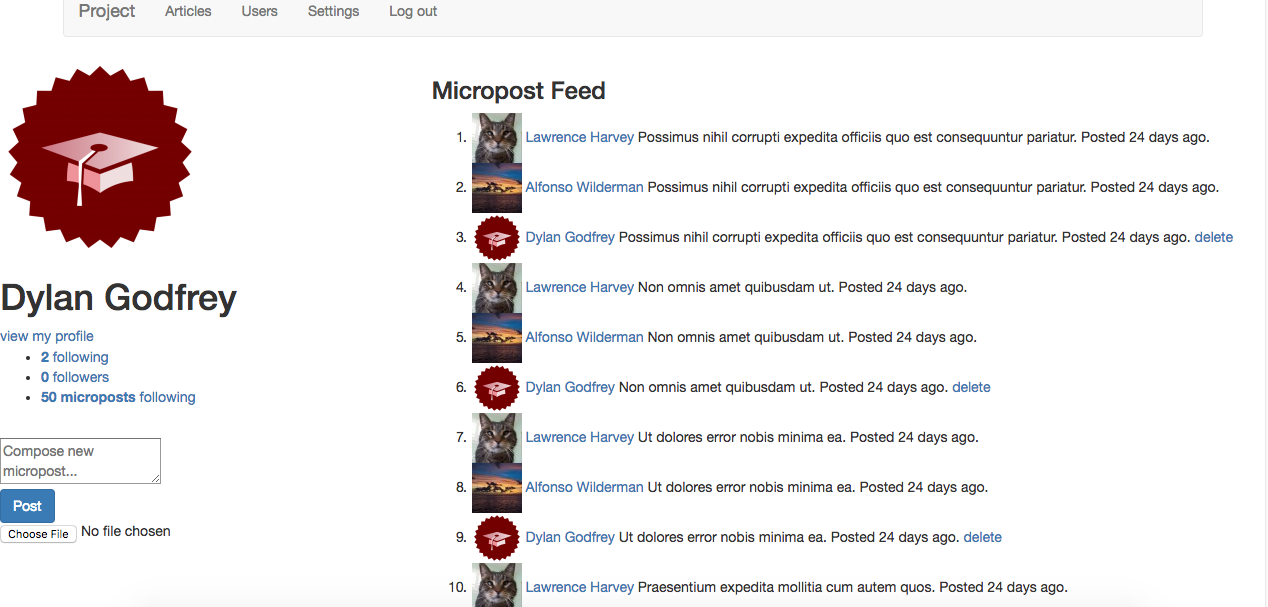 Project Articles Users Settings Log out
Dylan Godfrey
view my profile
2 following
0 followers
50 microposts following
Compose new
micropost...
Post
Choose File No file chosen
Micropost Feed
1. Lawrence Harvey Possimus nihil corrupti expedita officiis quo est consequuntur pariatur. Posted 24 days ago.
2. Alfonso Wilderman Possimus nihil corrupti expedita officiis quo est consequuntur pariatur. Posted 24 days ago.
3. Dylan Godfrey Possimus nihil corrupti expedita officiis quo est consequuntur pariatur. Posted 24 days ago. delete
4. Lawrence Harvey Non omnis amet quibusdam ut. Posted 24 days ago.
5. Alfonso Wilderman Non omnis amet quibusdam ut. Posted 24 days ago.
6. Dylan Godfrey Non omnis amet quibusdam ut. Posted 24 days ago. delete
7. Lawrence Harvey Ut dolores error nobis minima ea. Posted 24 days ago.
8. Alfonso Wilderman Ut dolores error nobis minima ea. Posted 24 days ago.
9. Dylan Godfrey Ut dolores error nobis minima ea. Posted 24 days ago. delete
10. Lawrence Harvey Praesentium expedita mollitia cum autem quos. Posted 24 days ago.